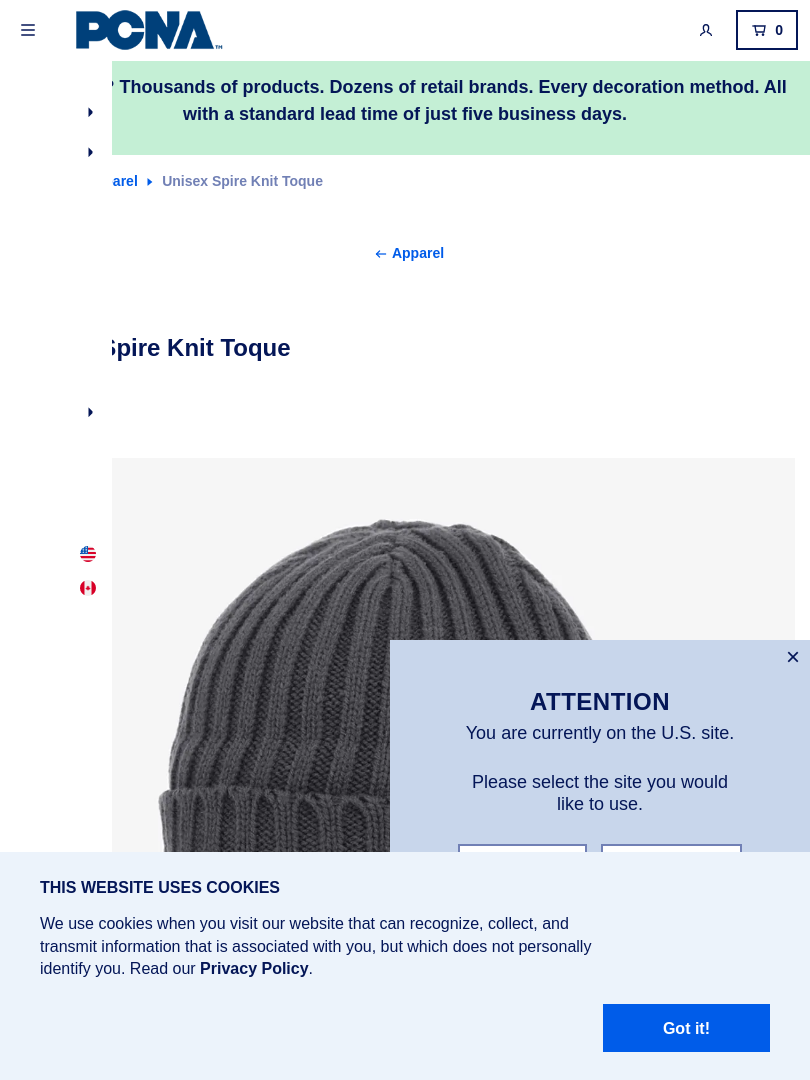 PCNA™
0
? Thousands of products. Dozens of retail brands. Every decoration method. All
with a standard lead time of just five business days.
arel Unisex Spire Knit Toque
Apparel
Spire Knit Toque
ATTENTION
You are currently on the U.S. site.
Please select the site you would
like to use.
THIS WEBSITE USES COOKIES
We use cookies when you visit our website that can recognize, collect, and
transmit information that is associated with you, but which does not personally
identify you. Read our Privacy Policy.
Got it!